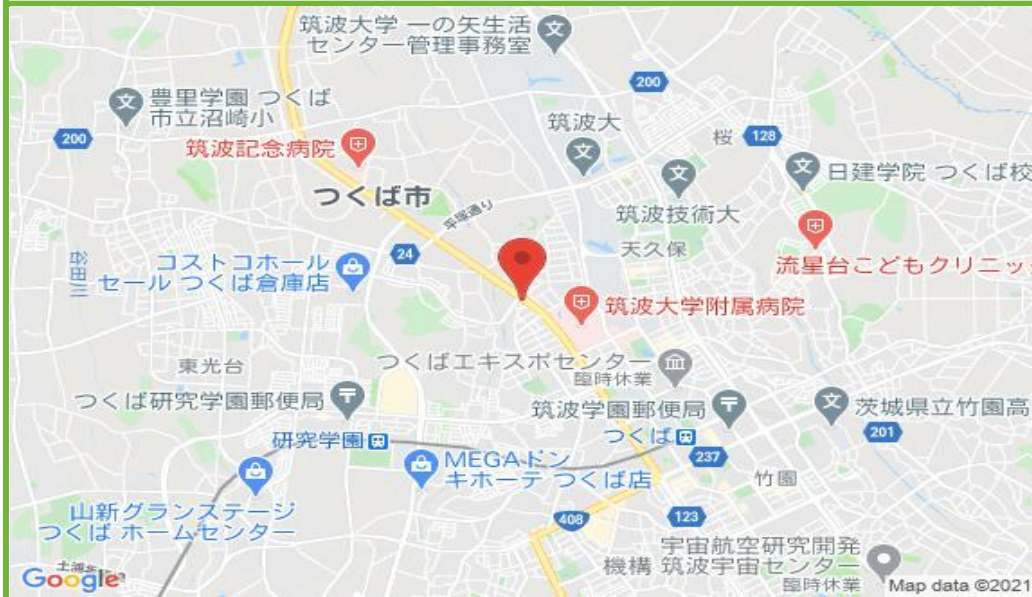 筑波大学 一の矢生活
センター管理事務室
200
豊里学園 つくば
市立沼崎小
200
筑波大
桜
128
筑波記念病院
日建学院 つくば校
つくば市
平塚通り
筑波技術大
天久保
24
谷田川
コストコホール
セール つくば倉庫店
流星台こどもクリニッ
筑波大学附属病院
東光台
つくばエキスポセンター
臨時休業
つくば研究学園郵便局
筑波学園郵便局
茨城県立竹園高
201
研究学園
つくば
237
MEGAドン
キホーテ つくば店
竹園
山新グランステージ
つくば ホームセンター
408
123
宇宙航空研究開発
機構 筑波宇宙センター
臨時休業
Google
Map data ©2021